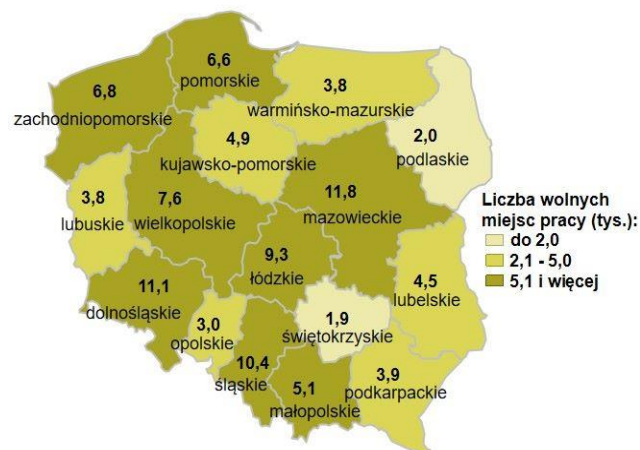 6,6
pomorskie
3,8
warmińsko-mazurskie
6,8
zachodniopomorskie
4,9
kujawsko-pomorskie
2,0
podlaskie
3,8
lubuskie
7,6
wielkopolskie
11,8
mazowieckie
Liczba wolnych
miejsc pracy (tys.):
do 2,0
2,1 - 5,0
5,1 i więcej
9,3
łódzkie
11,1
dolnośląskie
4,5
lubelskie
3,0
opolskie
1,9
świętokrzyskie
10,4
śląskie
5,1
małopolskie
3,9
podkarpackie